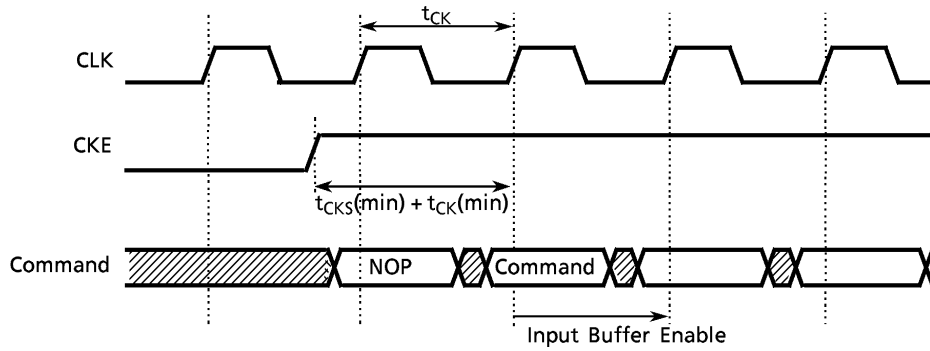 tCK
CLK
CKE
tCKS(min) + tCK(min)
Command
NOP
Command
Input Buffer Enable